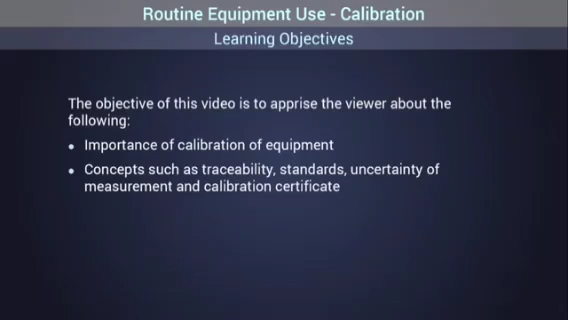 Routine Equipment Use - Calibration
Learning Objectives
The objective of this video is to apprise the viewer about the
following:
• Importance of calibration of equipment
• Concepts such as traceability, standards, uncertainty of
measurement and calibration certificate